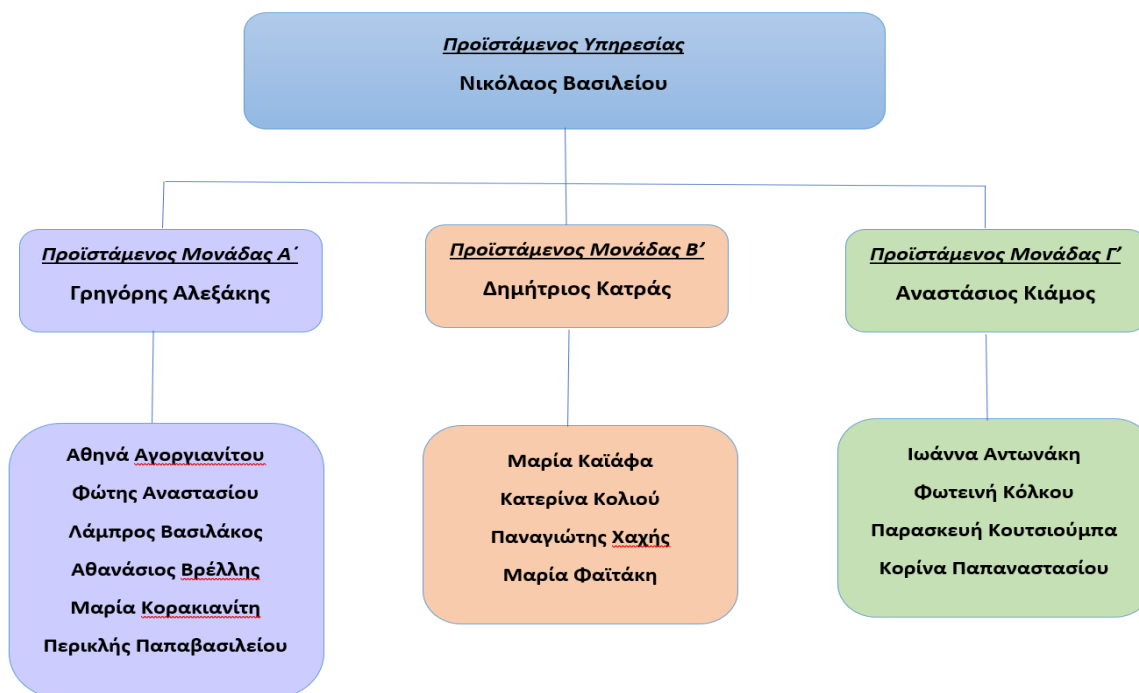 Προϊστάμενος Υπηρεσίας
Νικόλαος Βασιλείου
Προϊστάμενος Μονάδας Α΄
Γρηγόρης Αλεξάκης
Προϊστάμενος Μονάδας Β’
Δημήτριος Κατράς
Προϊστάμενος Μονάδας Γ’
Αναστάσιος Κιάμος
Αθηνά Αγοργιανίτου
Φώτης Αναστασίου
Λάμπρος Βασιλάκος
Αθανάσιος Βρέλλης
Μαρία Κορακιανίτη
Περικλής Παπαβασιλείου
Μαρία Καϊάφα
Κατερίνα Κολιού
Παναγιώτης Χαχής
Μαρία Φαϊτάκη
Ιωάννα Αντωνάκη
Φωτεινή Κόλκου
Παρασκευή Κουτσιούμπα
Κορίνα Παπαναστασίου